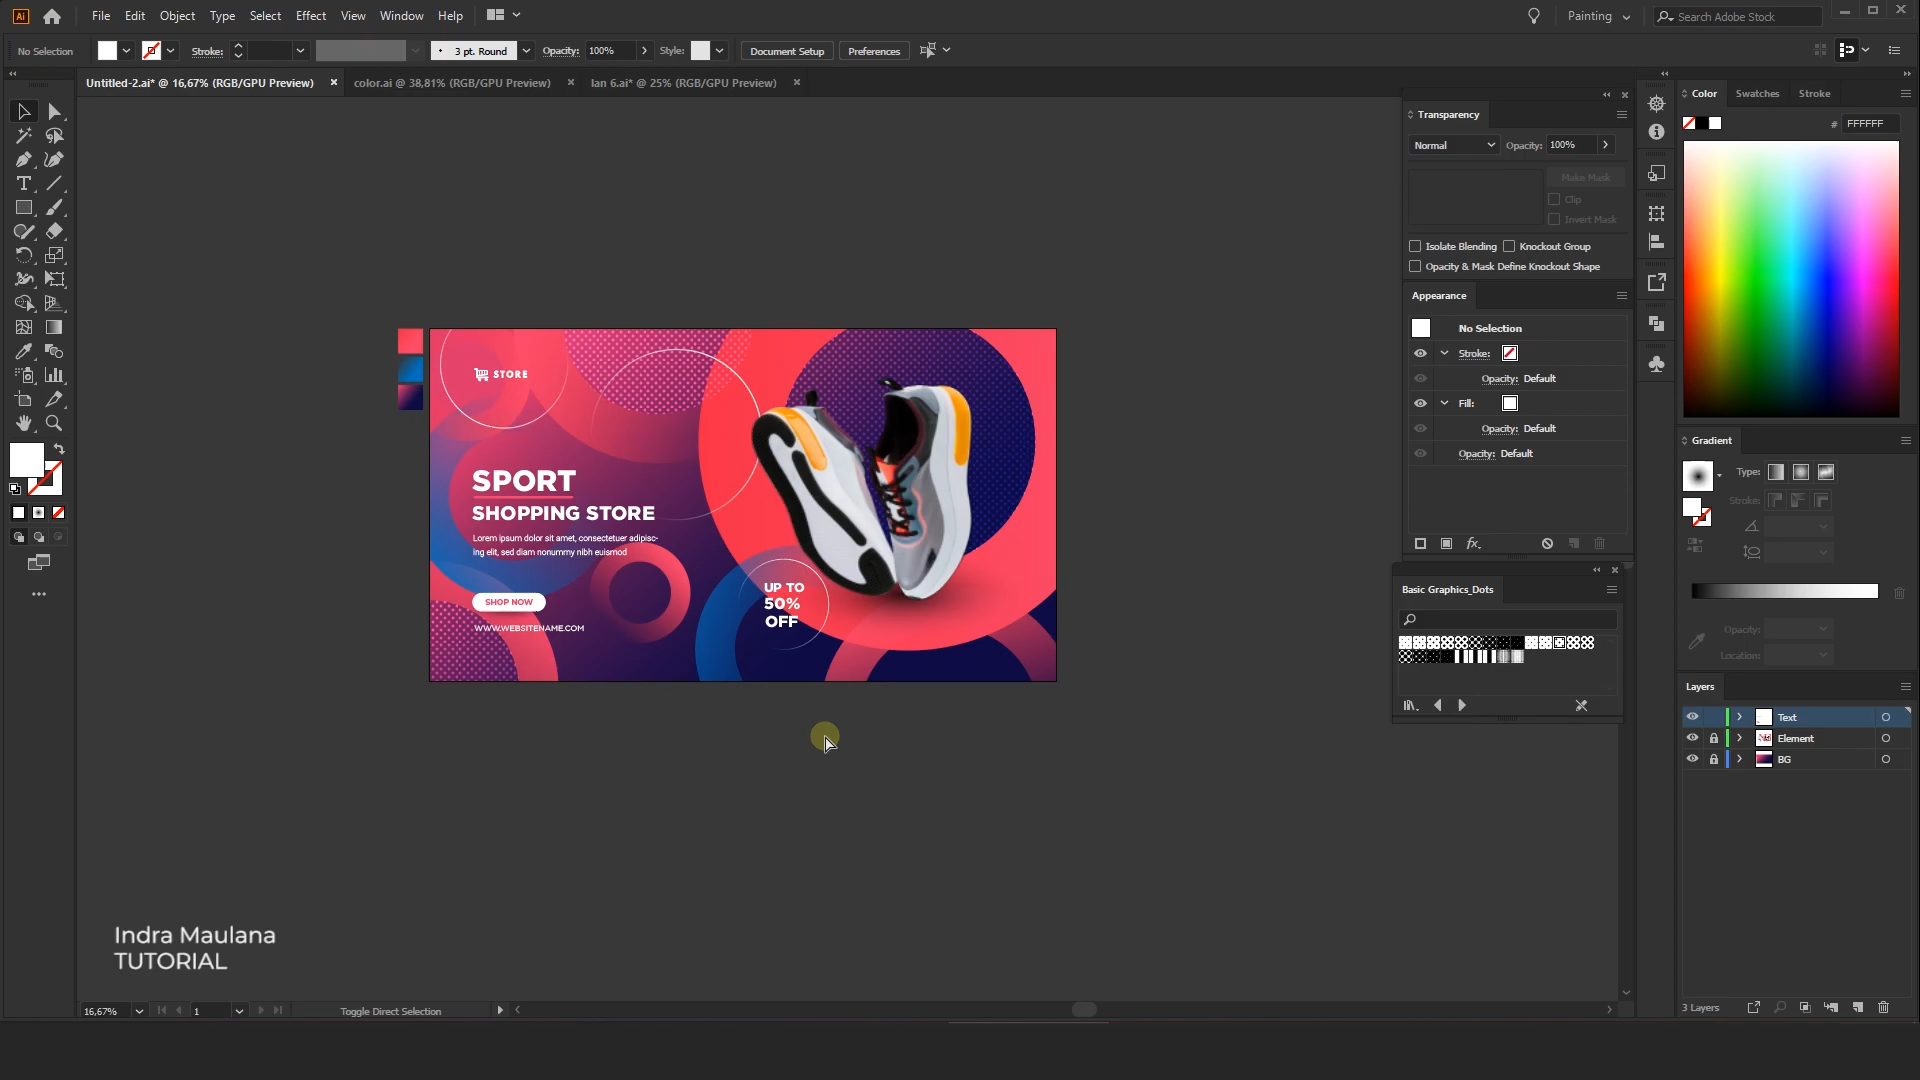 Ai
File Edit Object Type Select Effect View Window Help
Painting
Search Adobe Stock
No Selection
Stroke:
3 pt. Round
Opacity: 100%
Style:
Document Setup
Preferences
Untitled-2.ai* @ 16,67% (RGB/GPU Preview)
color.ai @ 38,81% (RGB/GPU Preview)
lan 6.ai* @ 25% (RGB/GPU Preview)
Transparency
Normal
Opacity: 100%
Make Mask
Clip
Invert Mask
Isolate Blending
Knockout Group
Opacity & Mask Define Knockout Shape
Appearance
No Selection
Stroke:
Opacity: Default
Fill:
Opacity: Default
Opacity: Default
fx.
Basic Graphics_Dots
Color
Swatches
Stroke
# FFFFFF
Gradient
Type:
Stroke:
Opacity:
Location:
Layers
Text
Element
BG
3 Layers
STORE
SPORT
SHOPPING STORE
Lorem ipsum dolor sit amet, consectetuer adipisc-
ing elit, sed diam nonummy nibh euismod
SHOP NOW
WWW.WEBSITENAME.COM
UP TO
50%
OFF
Indra Maulana
TUTORIAL
16,67%
1
Toggle Direct Selection